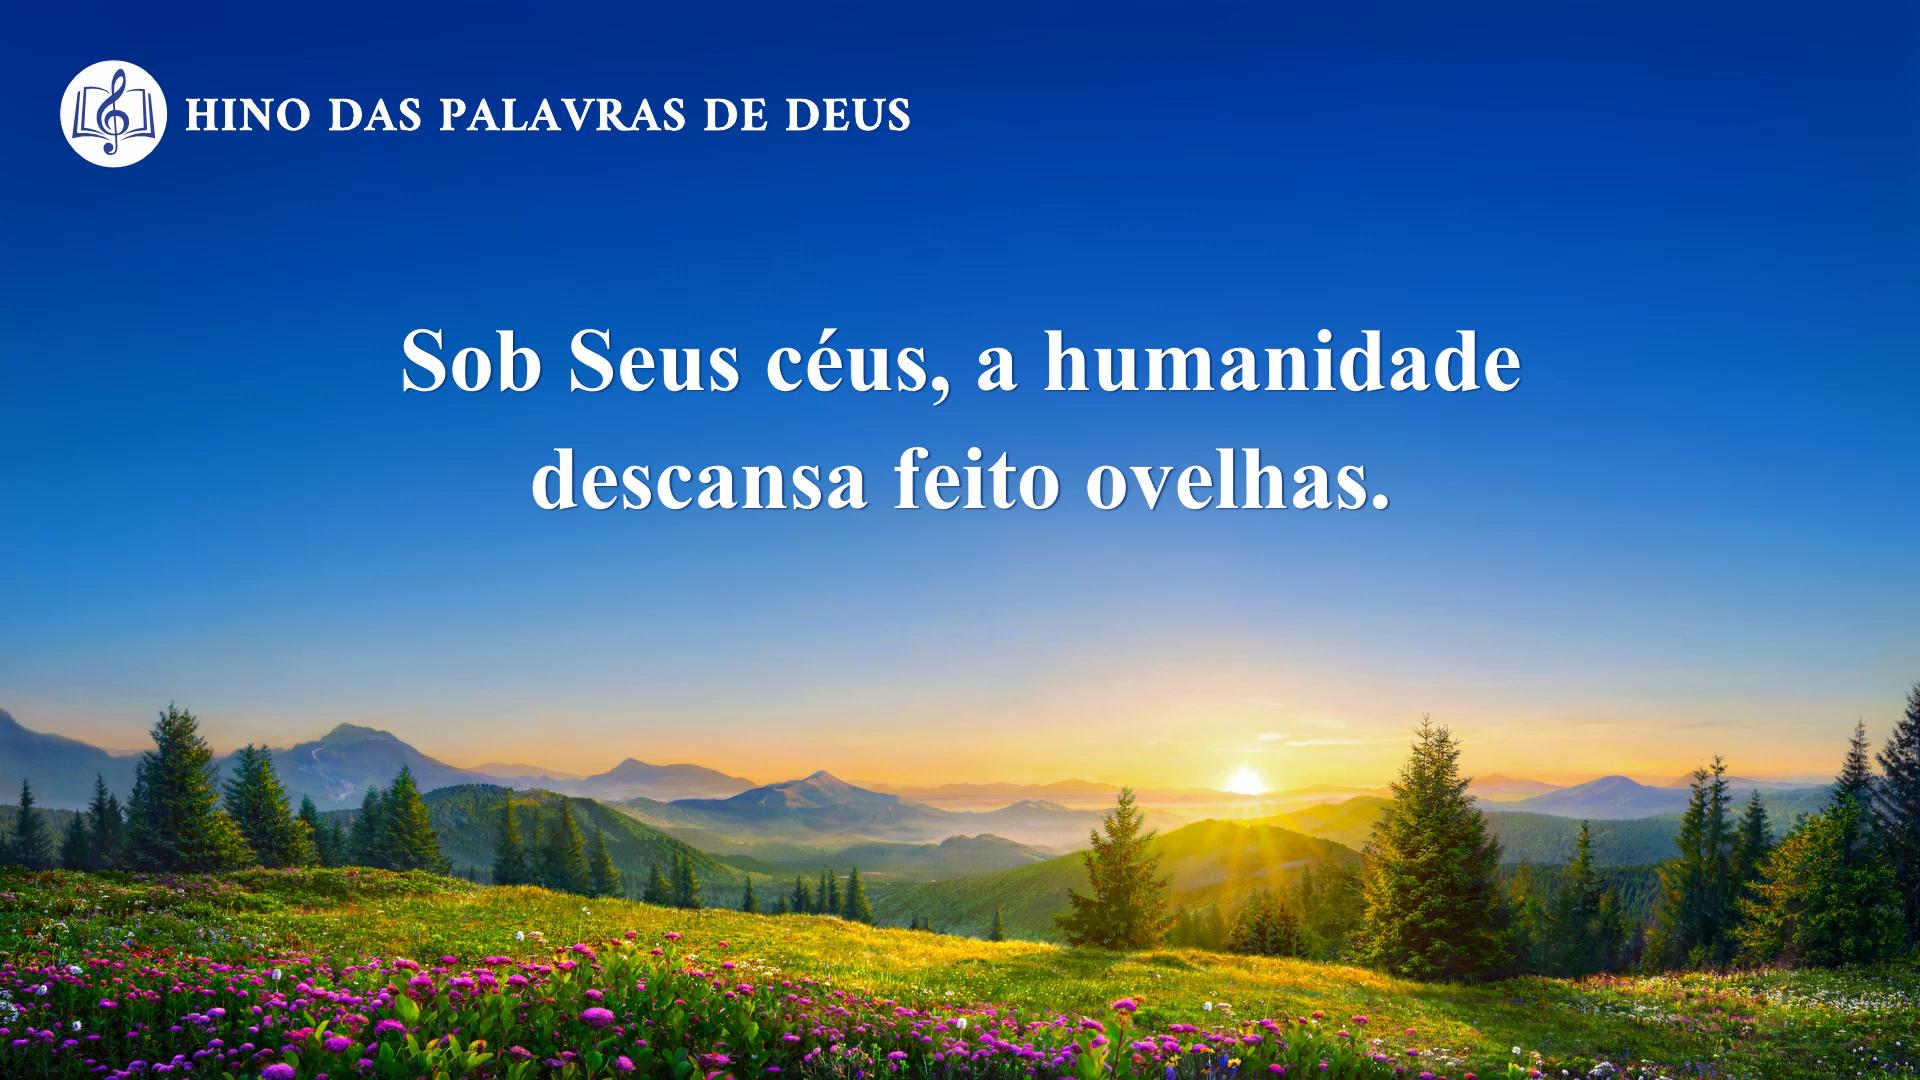 HINO DAS PALAVRAS DE DEUS
Sob Seus céus, a humanidade
descansa feito ovelhas.